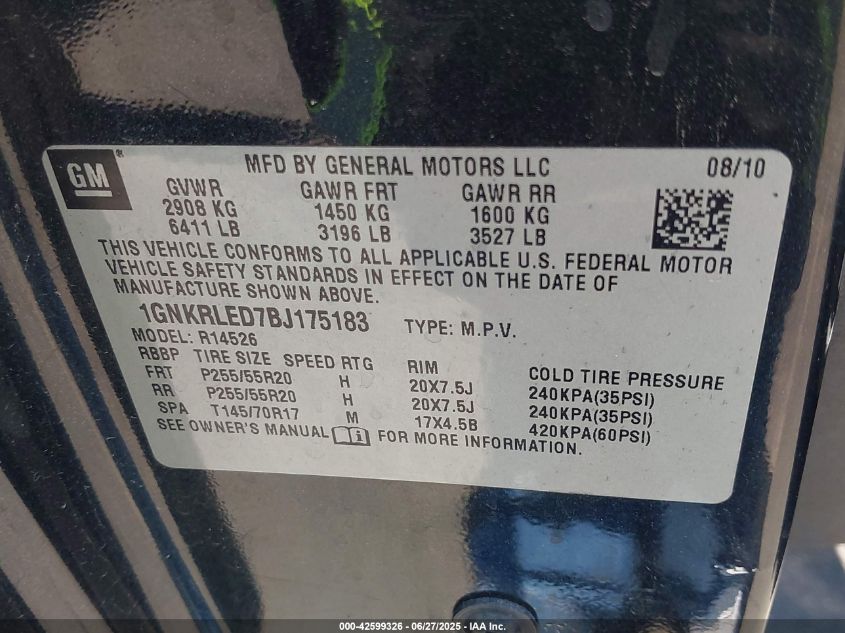 GM®
MFD BY GENERAL MOTORS LLC 08/10
GVWR GAWR FRT GAWR RR
2908 KG 1450 KG 1600 KG
6411 LB 3196 LB 3527 LB
THIS VEHICLE CONFORMS TO ALL APPLICABLE U.S. FEDERAL MOTOR
VEHICLE SAFETY STANDARDS IN EFFECT ON THE DATE OF
MANUFACTURE SHOWN ABOVE.
1GNKRLED7BJ175183 TYPE: M.P.V.
MODEL: R14526
RBBP TIRE SIZE SPEED RTG RIM COLD TIRE PRESSURE
FRT P255/55R20 H 20X7.5J 240KPA(35PSI)
RR P255/55R20 H 20X7.5J 240KPA(35PSI)
SPA T145/70R17 M 17X4.5B 420KPA(60PSI)
SEE OWNER'S MANUAL i FOR MORE INFORMATION.
000-42599326 - 06/27/2025 - IAA Inc.